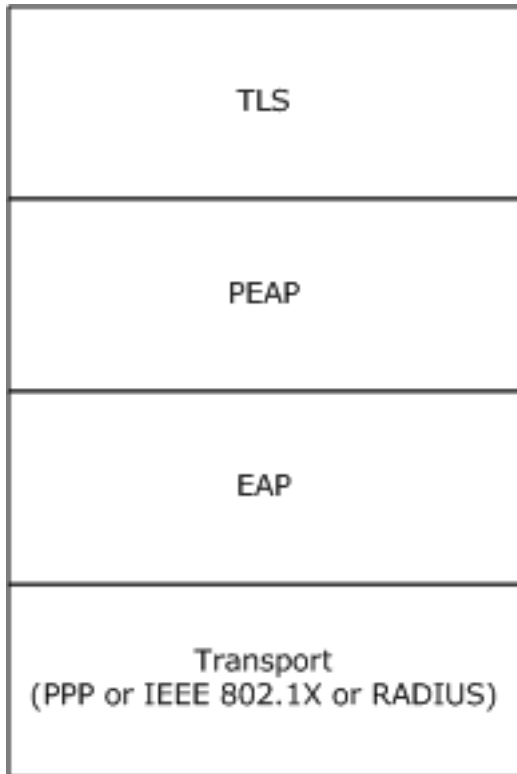 TLS
PEAP
EAP
Transport
(PPP or IEEE 802.1X or RADIUS)